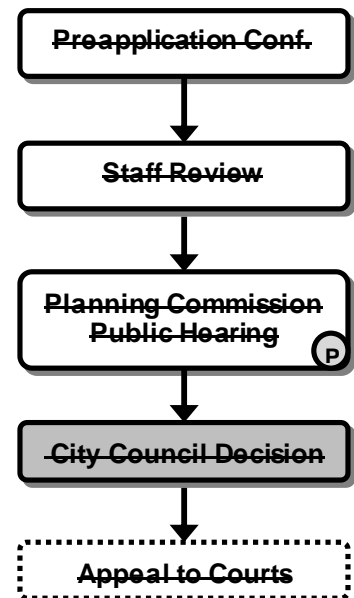 Preapplication Conf.
Staff Review
Planning Commission
Public Hearing
P
City Council Decision
Appeal to Courts